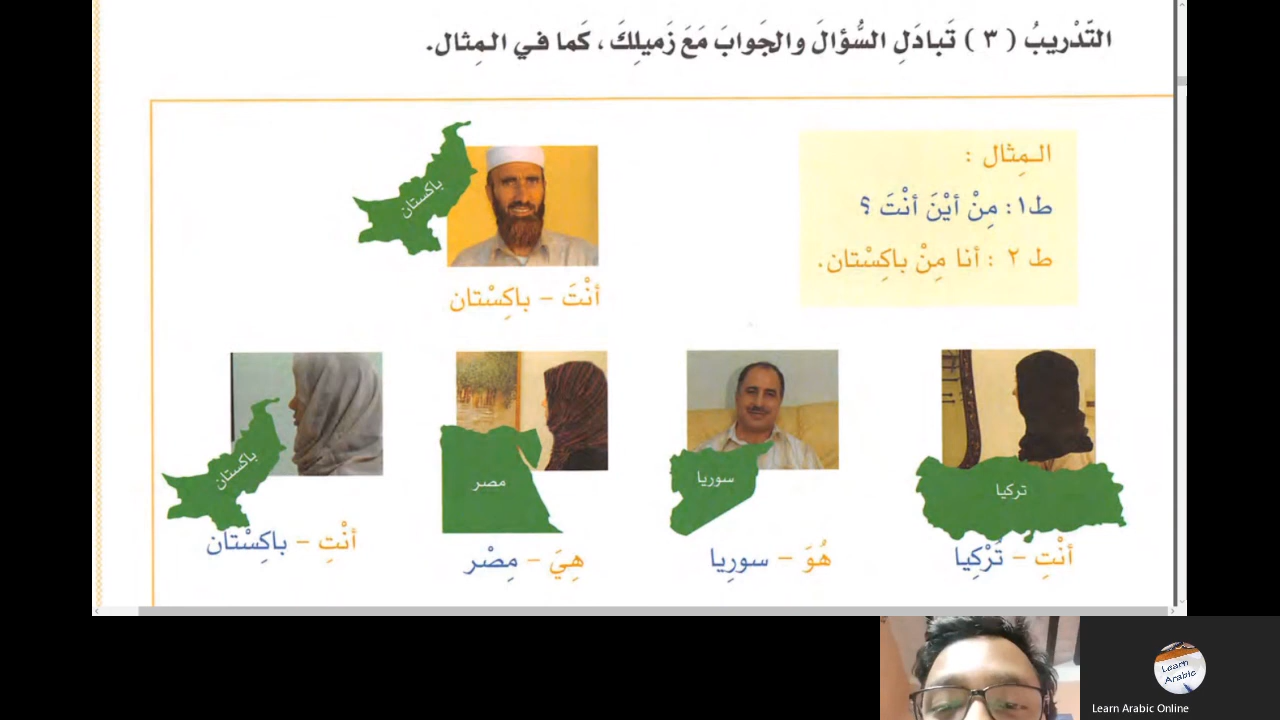 التَّدْرِيبُ ( ٣ ) تَبادَلِ السُّؤالَ والجَوابَ مَعَ زَميلِكَ ، كَما في المِثال.
المِثال :
ط١: مِنْ أيْنَ أنْتَ ؟
ط ٢ : أنا مِنْ باكِسْتان.
باكستان
أنْتَ – باكِسْتان
تركيا
أنْتِ – تُرْكِيا
سوريا
هُوَ – سورِيا
مصر
هِيَ – مِصْر
باكستان
أنْتِ – باكِسْتان
Learn
Arabic
Learn Arabic Online